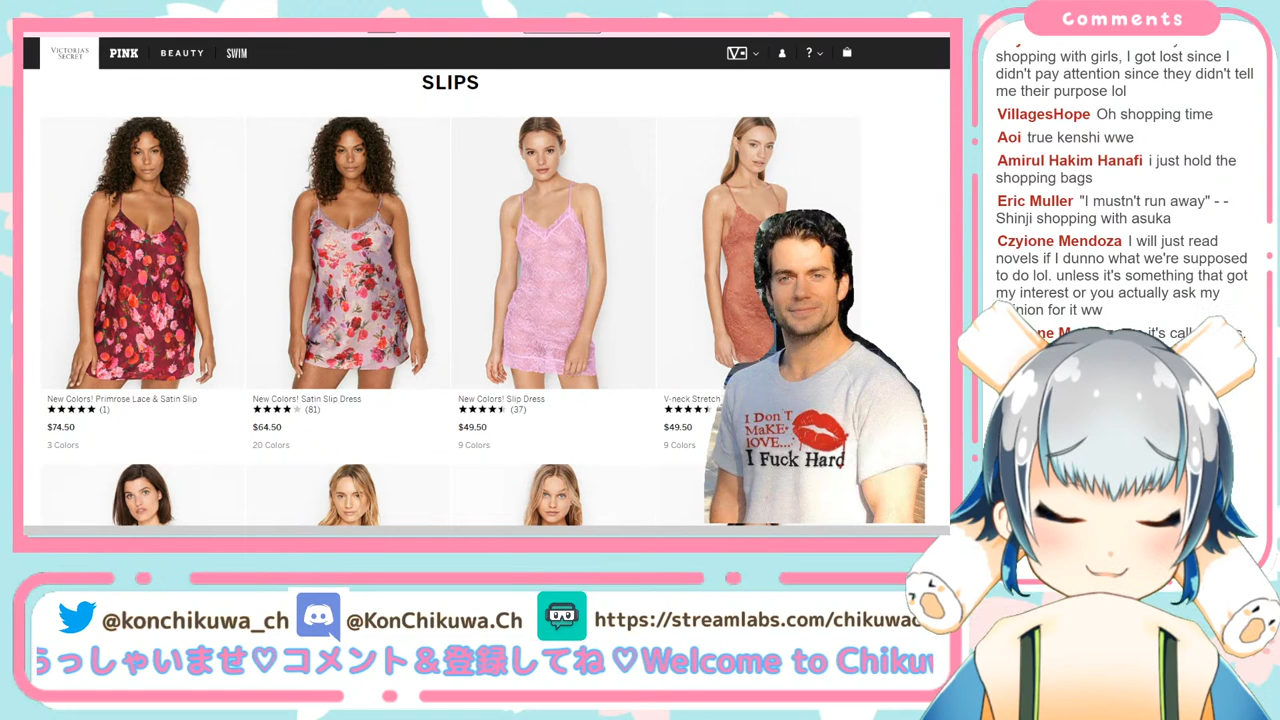 VICTORIA'S
SECRET
PINK
BEAUTY
SWIM
?
SLIPS
New Colors! Primrose Lace & Satin Slip
★★★★★ (1)
$74.50
3 Colors
New Colors! Satin Slip Dress
(81)
$64.50
20 Colors
New Colors! Slip Dress
(37)
$49.50
9 Colors
V-neck Stretch
$49.50
9 Colors
I Don T
MaKE
lOVE...
I Fuck Hard
Comments
shopping with girls, I got lost since I
didn't pay attention since they didn't tell
me their purpose lol
VillagesHope Oh shopping time
Aoi true kenshi wwe
Amirul Hakim Hanafi i just hold the
shopping bags
Eric Muller "I mustn't run away" - -
Shinji shopping with asuka
Czyione Mendoza I will just read
novels if I dunno what we're supposed
to do lol. unless it's something that got
my interest or you actually ask my
inion for it ww
it's call
@konchikuwa_ch
@KonChikuwa.Ch
https://streamlabs.com/chikuwac
らっしゃいませ♡コメント&登録してね♡Welcome to Chikuw